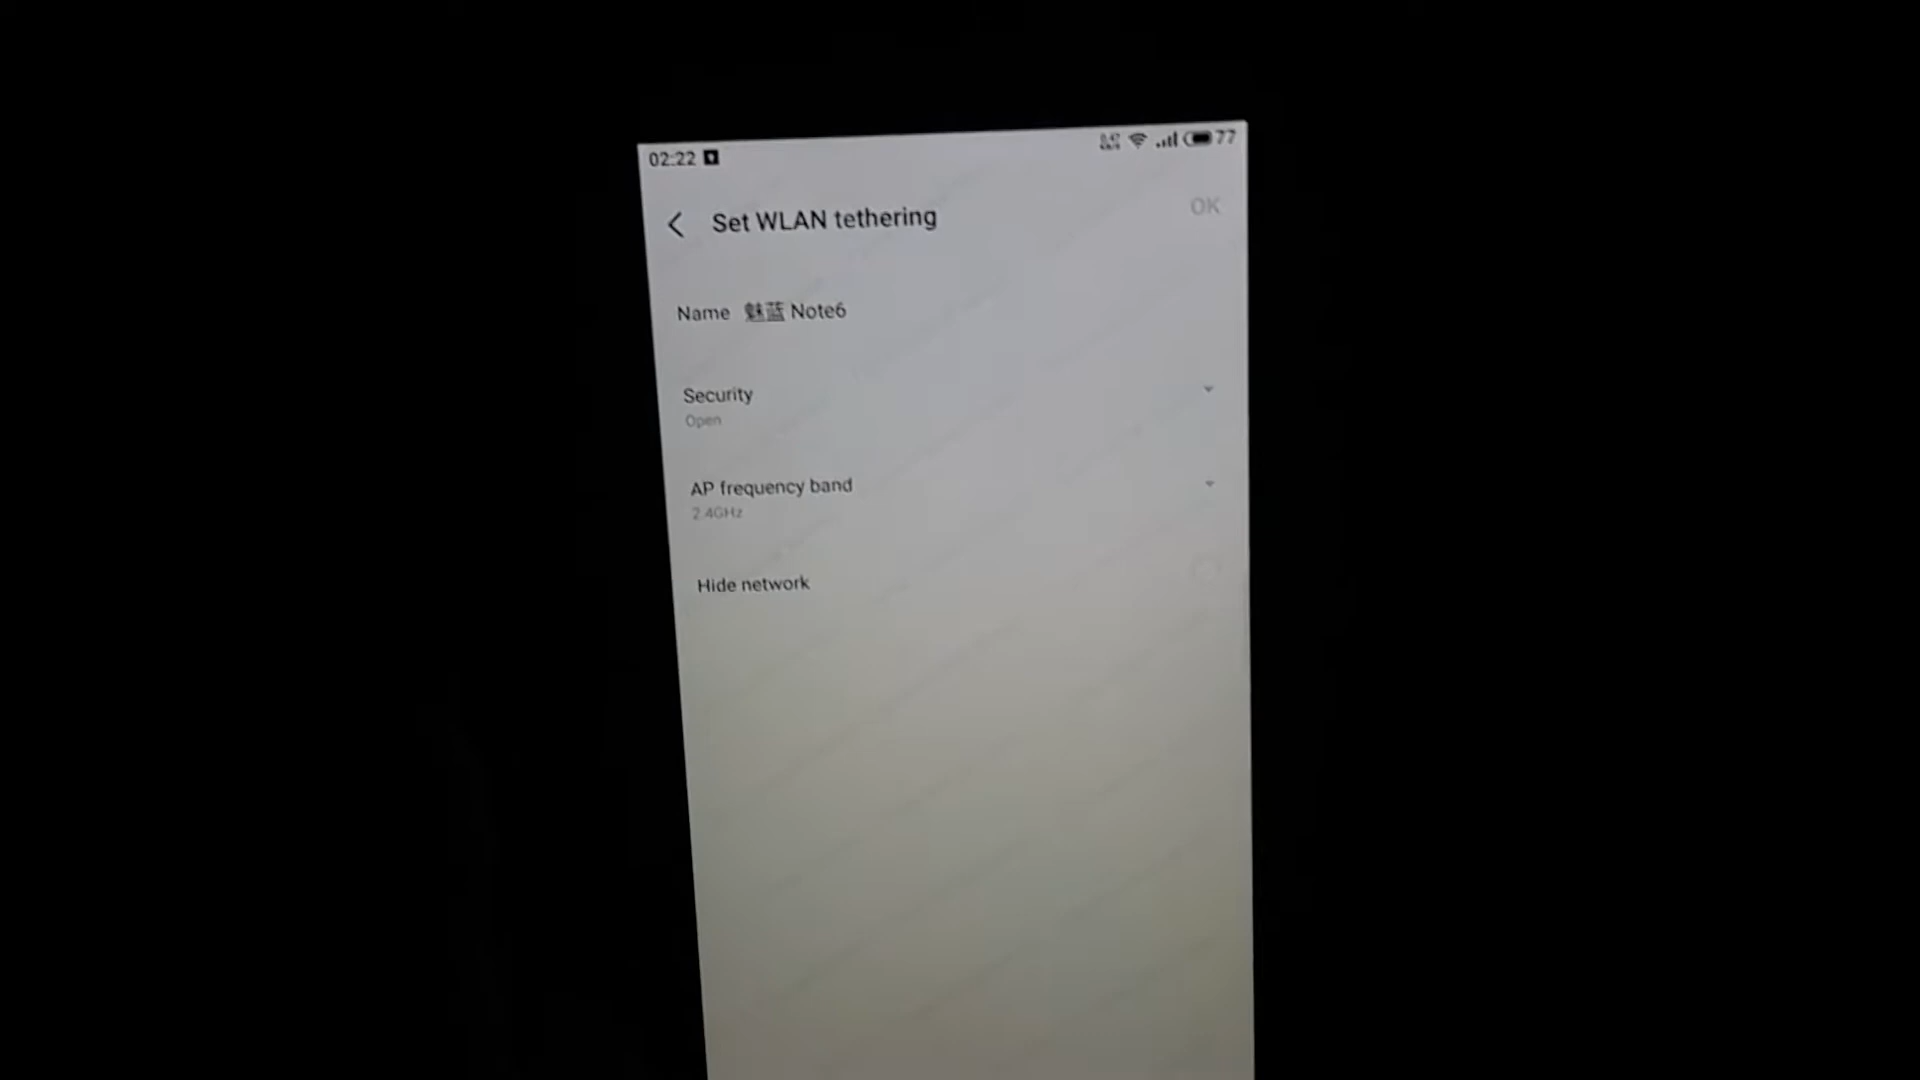 02:22 77
Set WLAN tethering OK
Name 魅蓝 Note6
Security
Open
AP frequency band
2.4GHz
Hide network